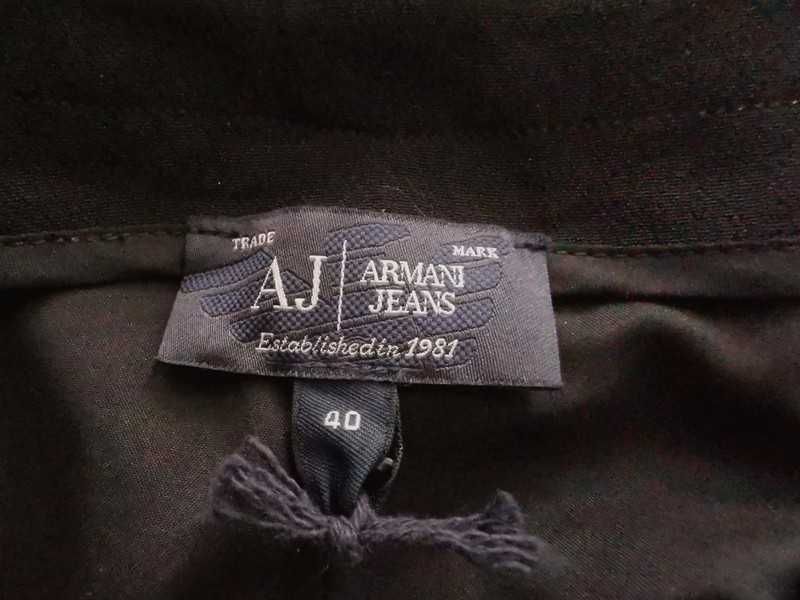 TRADE MARK
AJ ARMANI
JEANS
Established in 1981
40